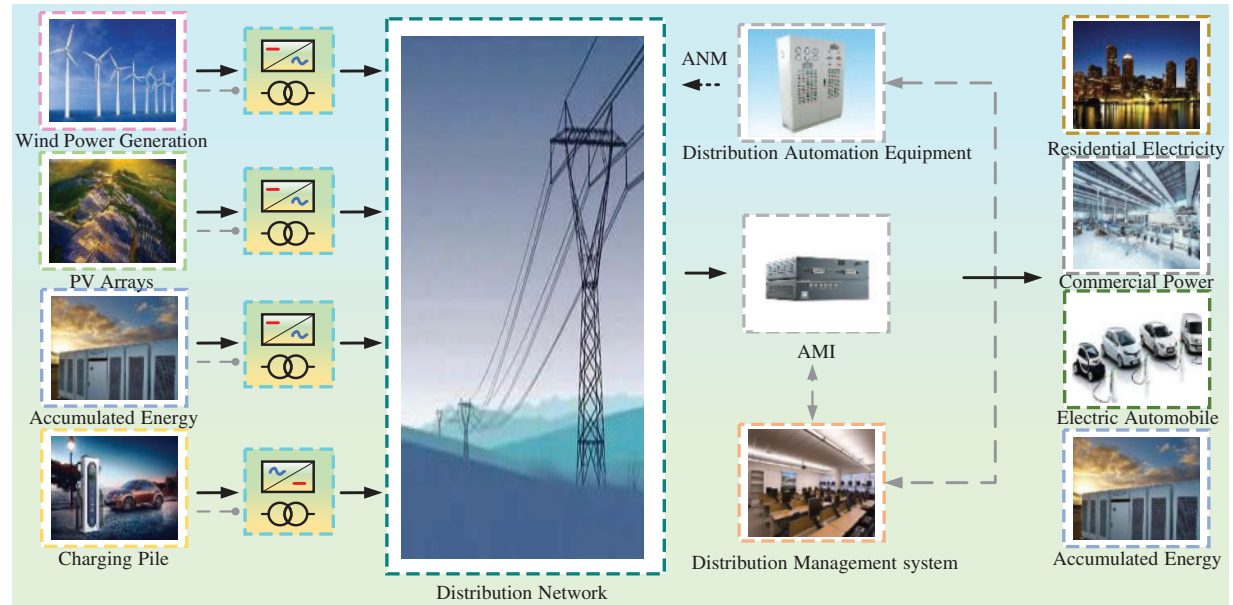 Wind Power Generation
PV Arrays
Accumulated Energy
Charging Pile
Distribution Network
ANM
Distribution Automation Equipment
AMI
Distribution Management system
Residential Electricity
Commercial Power
Electric Automobile
Accumulated Energy